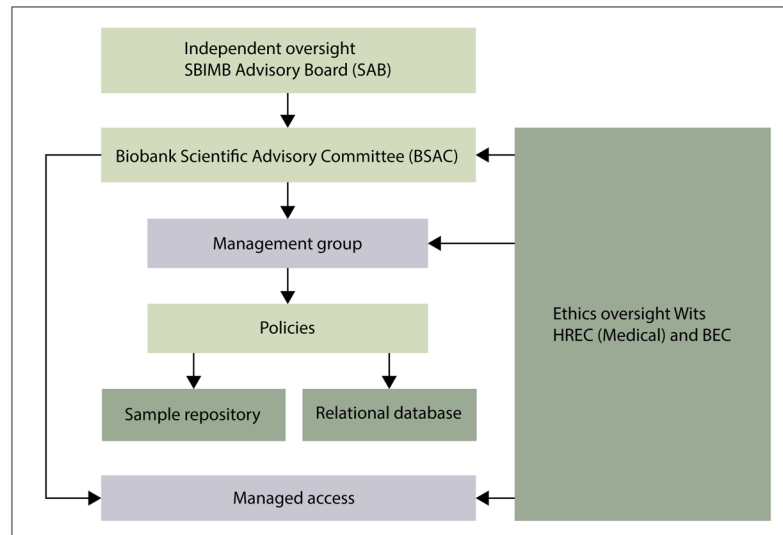 Independent oversight
SBIMB Advisory Board (SAB)
Biobank Scientific Advisory Committee (BSAC)
Management group
Ethics oversight Wits
HREC (Medical) and BEC
Policies
Sample repository
Relational database
Managed access